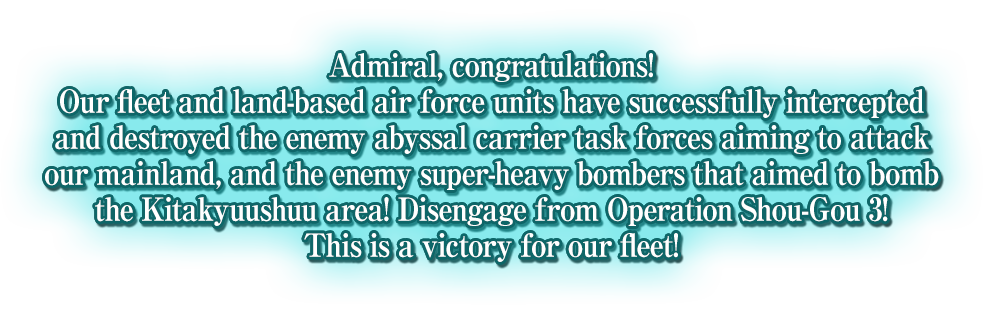 Admiral, congratulations!
Our fleet and land-based air force units have successfully intercepted
and destroyed the enemy abyssal carrier task forces aiming to attack
our mainland, and the enemy super-heavy bombers that aimed to bomb
the Kitakyuushuu area! Disengage from Operation Shou-Gou 3!
This is a victory for our fleet!